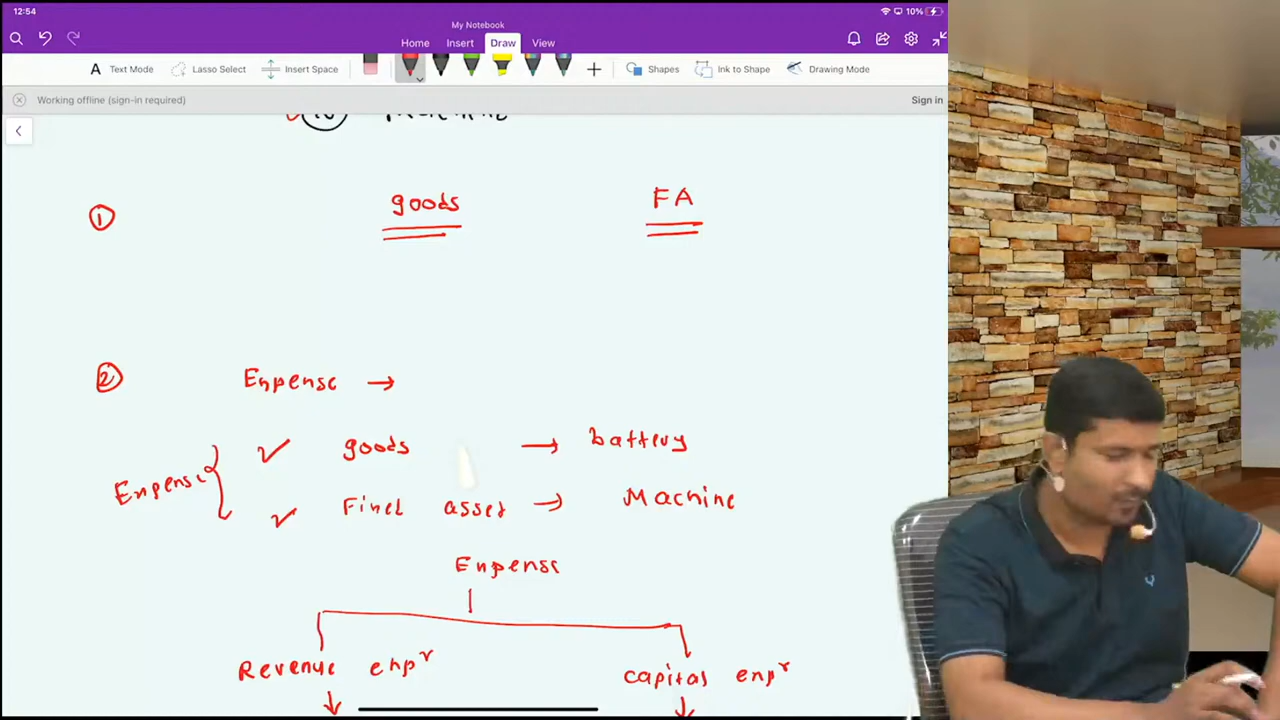 12:54
10%
My Notebook
Home Insert Draw View
Text Mode Lasso Select Insert Space Shapes Ink to Shape Drawing Mode
Working offline (sign-in required) Sign in
① goods FA
② Expense →
✓ goods → battery
Expense
✓ Fixed asset → Machine
Expense
Revenue expr capital expr